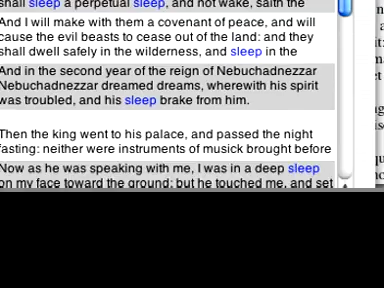 shall sleep a perpetual sleep, and not wake, saith the
And I will make with them a covenant of peace, and will
cause the evil beasts to cease out of the land: and they
shall dwell safely in the wilderness, and sleep in the
And in the second year of the reign of Nebuchadnezzar
Nebuchadnezzar dreamed dreams, wherewith his spirit
was troubled, and his sleep brake from him.
Then the king went to his palace, and passed the night
fasting: neither were instruments of musick brought before
Now as he was speaking with me, I was in a deep sleep
on my face toward the ground: but he touched me, and set